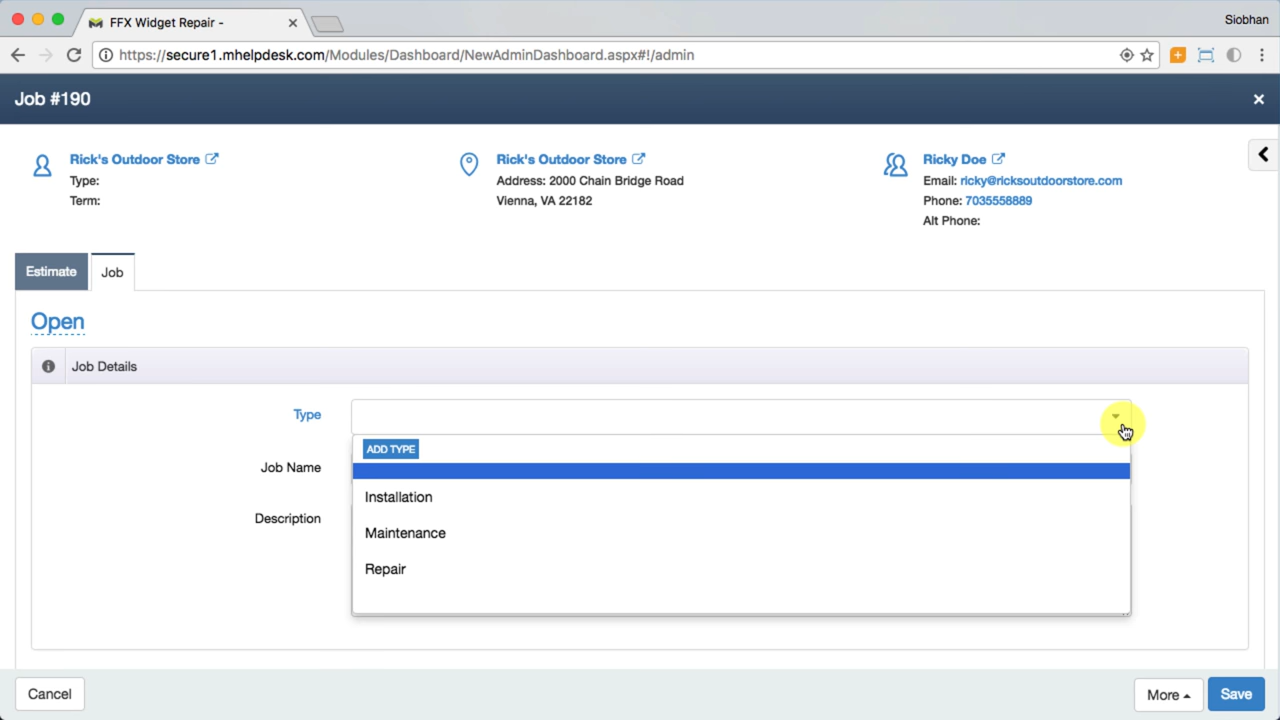 FFX Widget Repair -
Siobhan
https://secure1.mhelpdesk.com/Modules/Dashboard/NewAdminDashboard.aspx#!/admin
Job #190
Rick's Outdoor Store
Type:
Term:
Rick's Outdoor Store
Address: 2000 Chain Bridge Road
Vienna, VA 22182
Ricky Doe
Email: ricky@ricksoutdoorstore.com
Phone: 7035558889
Alt Phone:
Estimate
Job
Open
Job Details
Type
ADD TYPE
Job Name
Installation
Description
Maintenance
Repair
Cancel
More
Save